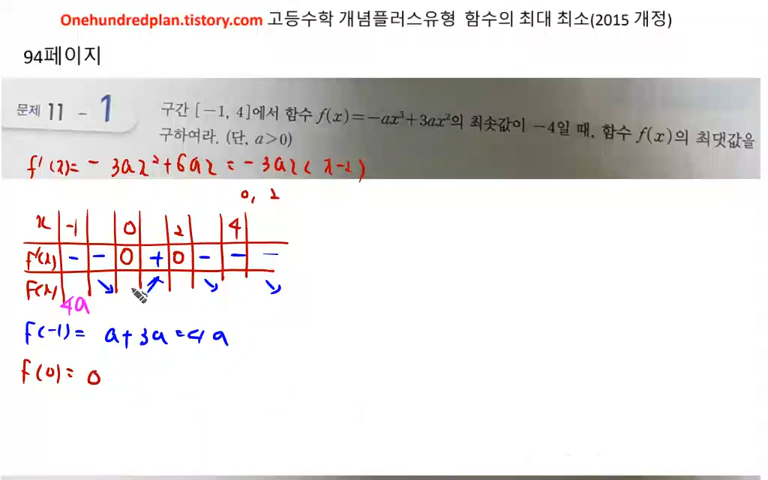 Onehundredplan.tistory.com 고등수학 개념플러스유형 함수의 최대 최소(2015 개정)
94페이지
문제 11 - 1 구간 [-1, 4]에서 함수 f(x)=-ax³+3ax²의 최솟값이 -4일 때, 함수 f(x)의 최댓값을
구하여라. (단, a>0)
f'(x)= - 3ax²+6ax = -3ax(x-2)
0, 2
x -1 0 2 4
f'(x) - - 0 + 0 - - -
f(x) ↘ ↗ ↘ ↘
4a
f(-1)= a+3a=4a
f(0)= 0